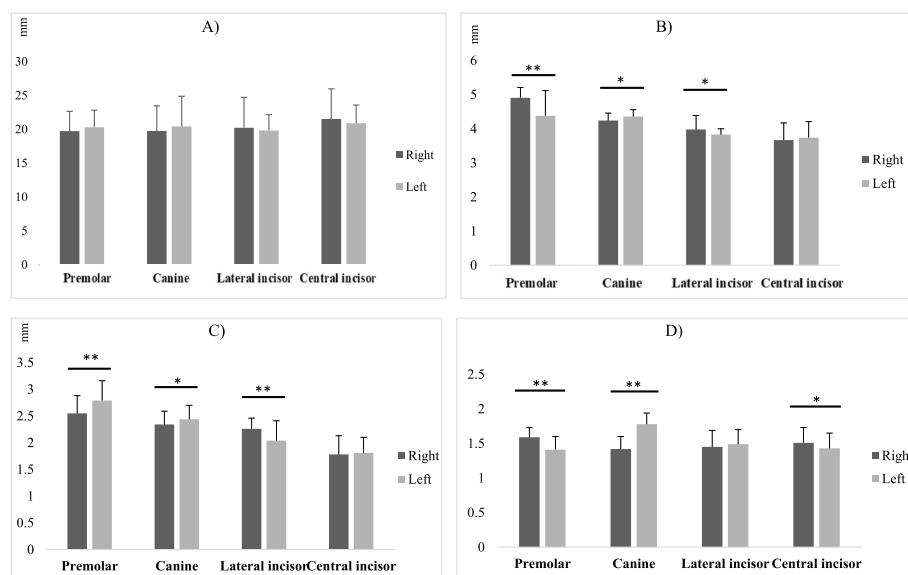 A)
mm
30
25
20
15
10
5
0
Right
Left
Premolar Canine Lateral incisor Central incisor
B)
mm
6
5
4
3
2
1
0
** * *
Right
Left
Premolar Canine Lateral incisor Central incisor
C)
mm
3.5
3
2.5
2
1.5
1
0.5
0
** * **
Right
Left
Premolar Canine Lateral incisor Central incisor
D)
2.5
2
1.5
1
0.5
0
** ** *
Right
Left
Premolar Canine Lateral incisor Central incisor